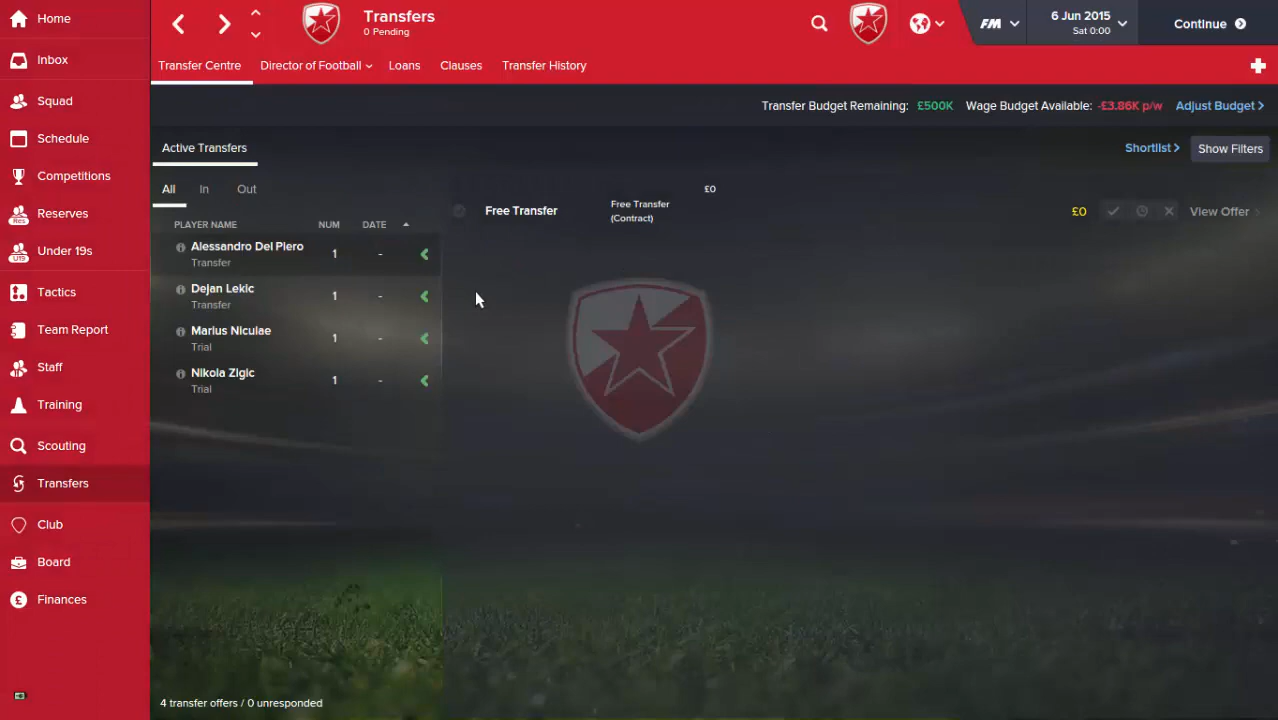 Home
Inbox
Squad
Schedule
Competitions
Reserves
Under 19s
Tactics
Team Report
Staff
Training
Scouting
Transfers
Club
Board
Finances
Transfers
0 Pending
FM
6 Jun 2015
Sat 0:00
Continue
Transfer Centre
Director of Football
Loans
Clauses
Transfer History
Transfer Budget Remaining: £500K Wage Budget Available: -£3.86K p/w Adjust Budget
Active Transfers
Shortlist
Show Filters
All In Out
PLAYER NAME NUM DATE
Alessandro Del Piero 1 -
Transfer
Dejan Lekic 1 -
Transfer
Marius Niculae 1 -
Trial
Nikola Zigic 1 -
Trial
£0
Free Transfer
Free Transfer
(Contract)
£0
View Offer
4 transfer offers / 0 unresponded